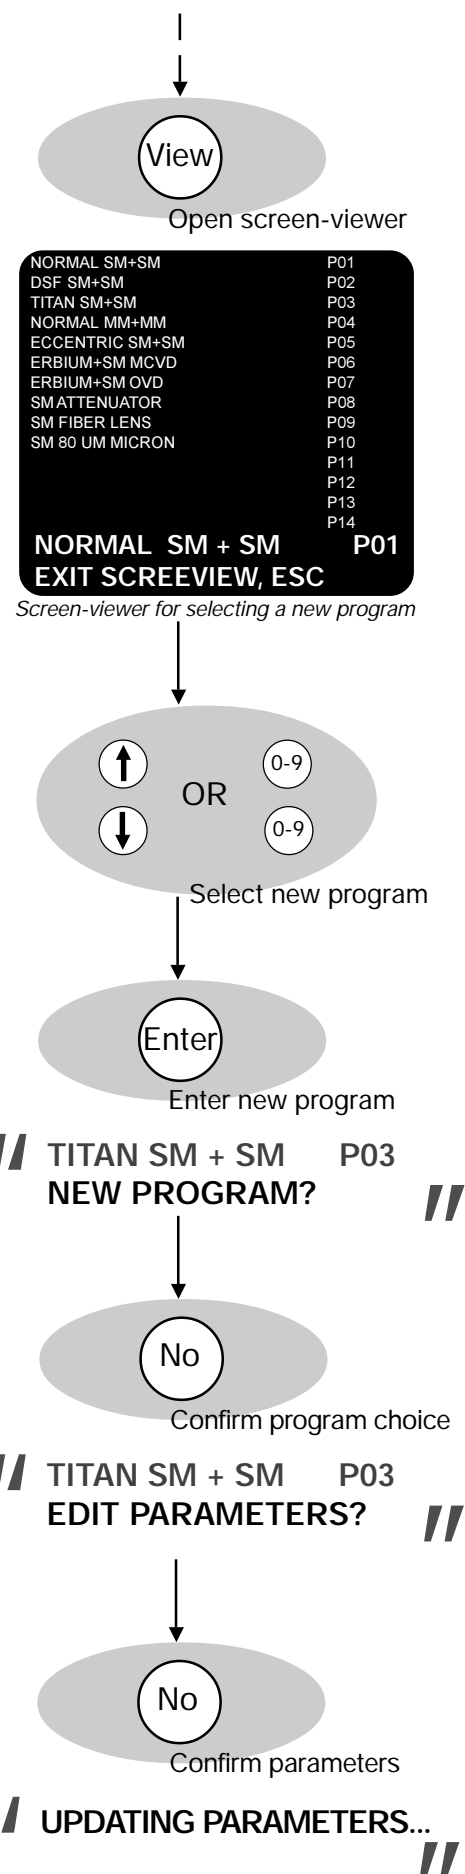 View
Open screen-viewer
NORMAL SM+SM P01
DSF SM+SM P02
TITAN SM+SM P03
NORMAL MM+MM P04
ECCENTRIC SM+SM P05
ERBIUM+SM MCVD P06
ERBIUM+SM OVD P07
SM ATTENUATOR P08
SM FIBER LENS P09
SM 80 UM MICRON P10
P11
P12
P13
P14
NORMAL SM + SM P01
EXIT SCREEVIEW, ESC
Screen-viewer for selecting a new program
0-9
OR
0-9
Select new program
Enter
Enter new program
" TITAN SM + SM P03
NEW PROGRAM? "
No
Confirm program choice
" TITAN SM + SM P03
EDIT PARAMETERS? "
No
Confirm parameters
" UPDATING PARAMETERS... "